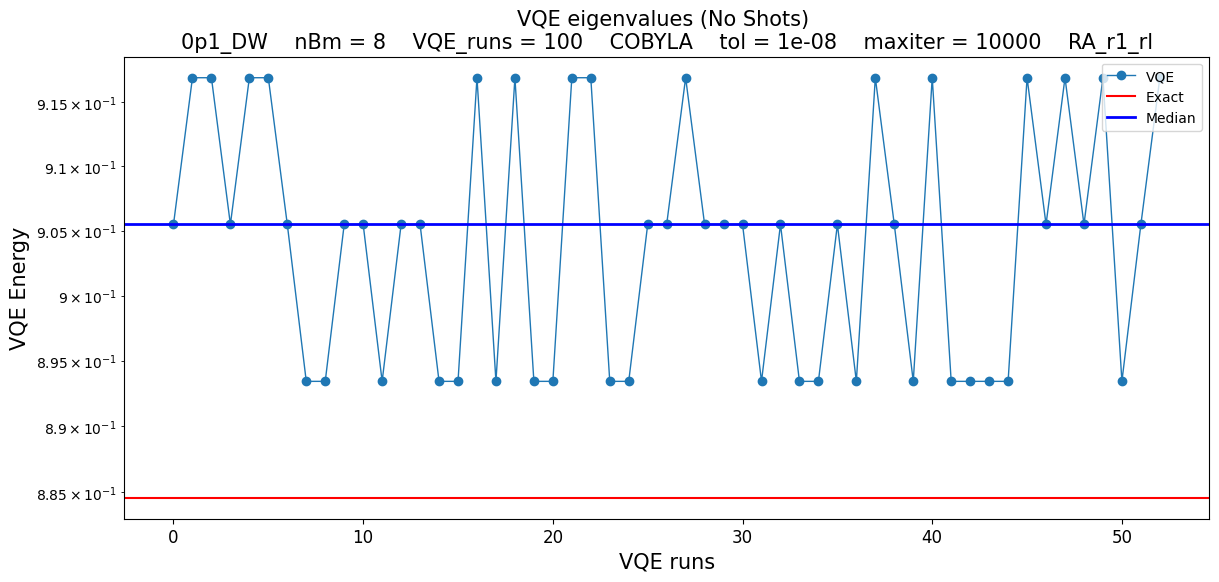 VQE eigenvalues (No Shots)
0p1_DW nBm = 8 VQE_runs = 100 COBYLA tol = 1e-08 maxiter = 10000 RA_r1_rl
VQE
Exact
Median
VQE Energy
9.15 × 10⁻¹
9.1 × 10⁻¹
9.05 × 10⁻¹
9 × 10⁻¹
8.95 × 10⁻¹
8.9 × 10⁻¹
8.85 × 10⁻¹
0 10 20 30 40 50
VQE runs